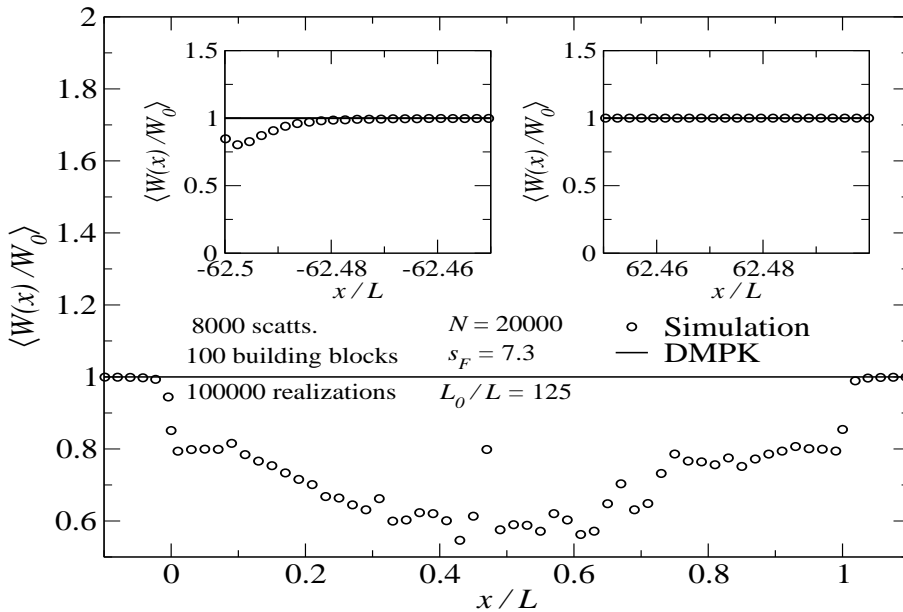 2
1.8
1.6
1.4
1.2
1
0.8
0.6
⟨W(x) /W₀⟩
0 0.2 0.4 0.6 0.8 1
x / L
1.5
1
0.5
0
⟨W(x) /W₀⟩
-62.5 -62.48 -62.46
x / L
1.5
1
0.5
0
⟨W(x) /W₀⟩
62.46 62.48
x / L
8000 scatts. N = 20000
100 building blocks s_F = 7.3
100000 realizations L₀ / L = 125
Simulation
DMPK